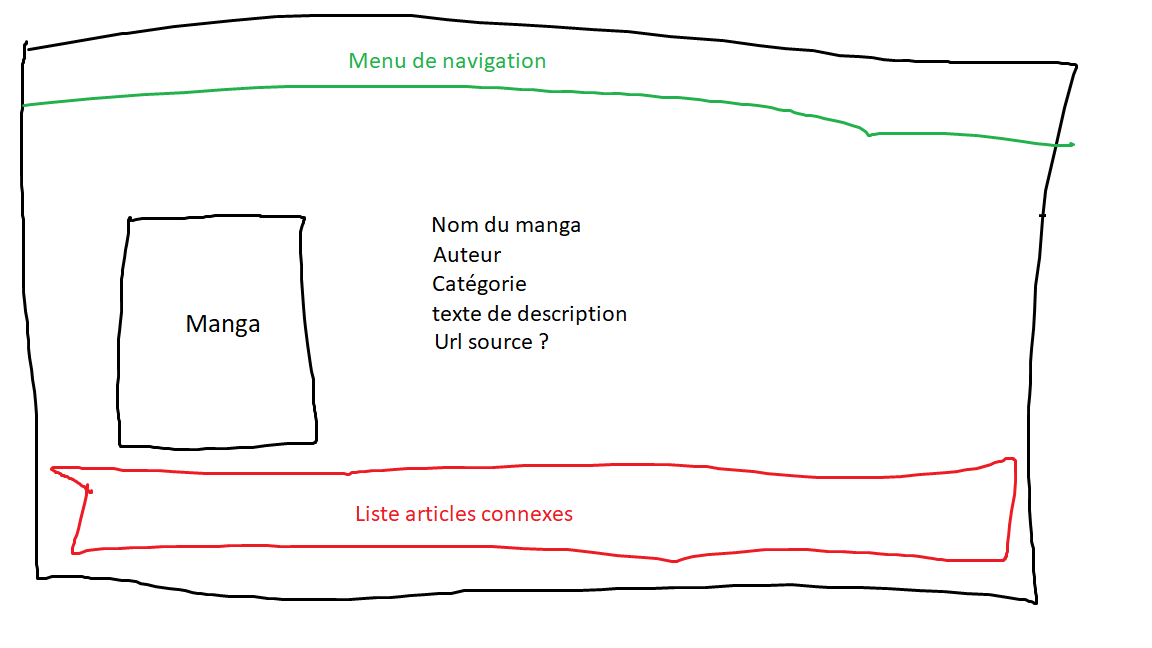 Menu de navigation
Manga
Nom du manga
Auteur
Catégorie
texte de description
Url source ?
Liste articles connexes